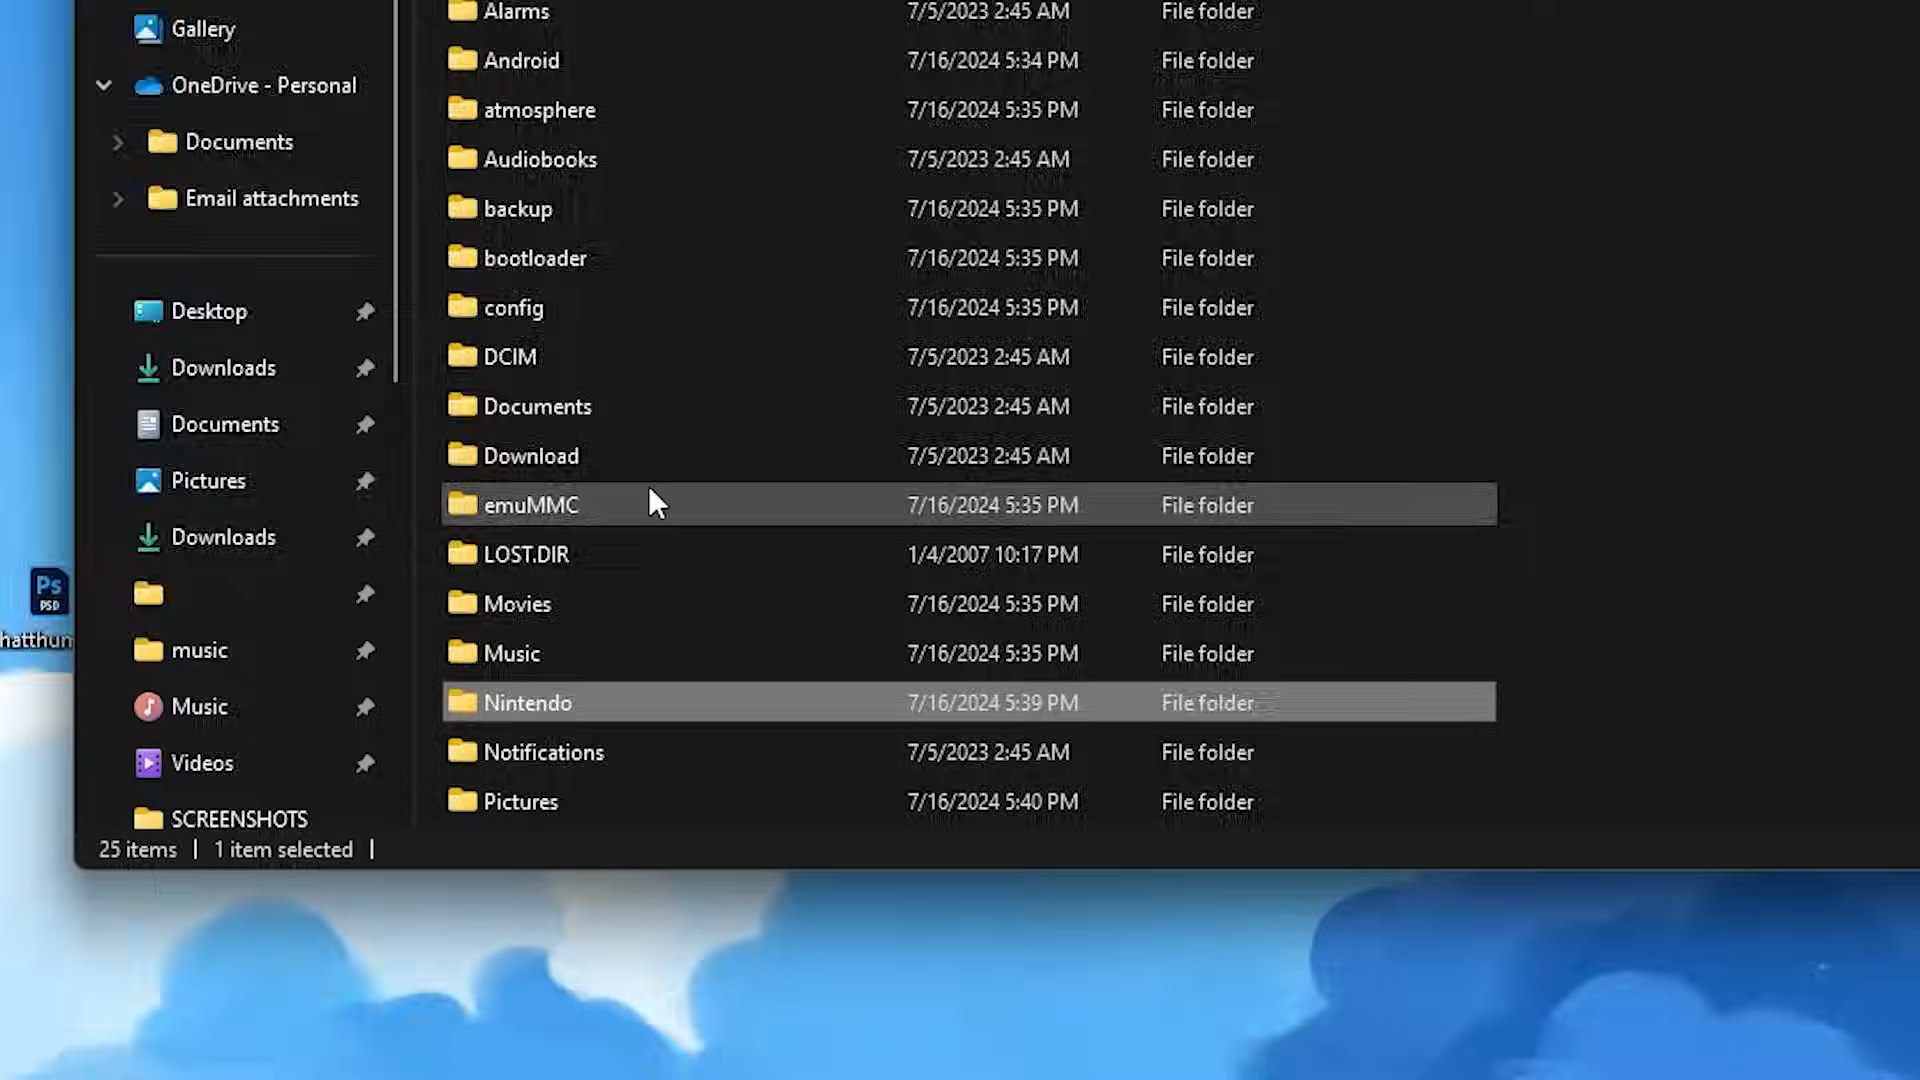 Gallery
OneDrive - Personal
Documents
Email attachments
Desktop
Downloads
Documents
Pictures
Downloads
music
Music
Videos
SCREENSHOTS
Alarms 7/5/2023 2:45 AM File folder
Android 7/16/2024 5:34 PM File folder
atmosphere 7/16/2024 5:35 PM File folder
Audiobooks 7/5/2023 2:45 AM File folder
backup 7/16/2024 5:35 PM File folder
bootloader 7/16/2024 5:35 PM File folder
config 7/16/2024 5:35 PM File folder
DCIM 7/5/2023 2:45 AM File folder
Documents 7/5/2023 2:45 AM File folder
Download 7/5/2023 2:45 AM File folder
emuMMC 7/16/2024 5:35 PM File folder
LOST.DIR 1/4/2007 10:17 PM File folder
Movies 7/16/2024 5:35 PM File folder
Music 7/16/2024 5:35 PM File folder
Nintendo 7/16/2024 5:39 PM File folder
Notifications 7/5/2023 2:45 AM File folder
Pictures 7/16/2024 5:40 PM File folder
25 items | 1 item selected |
Ps
PSD
hatthun